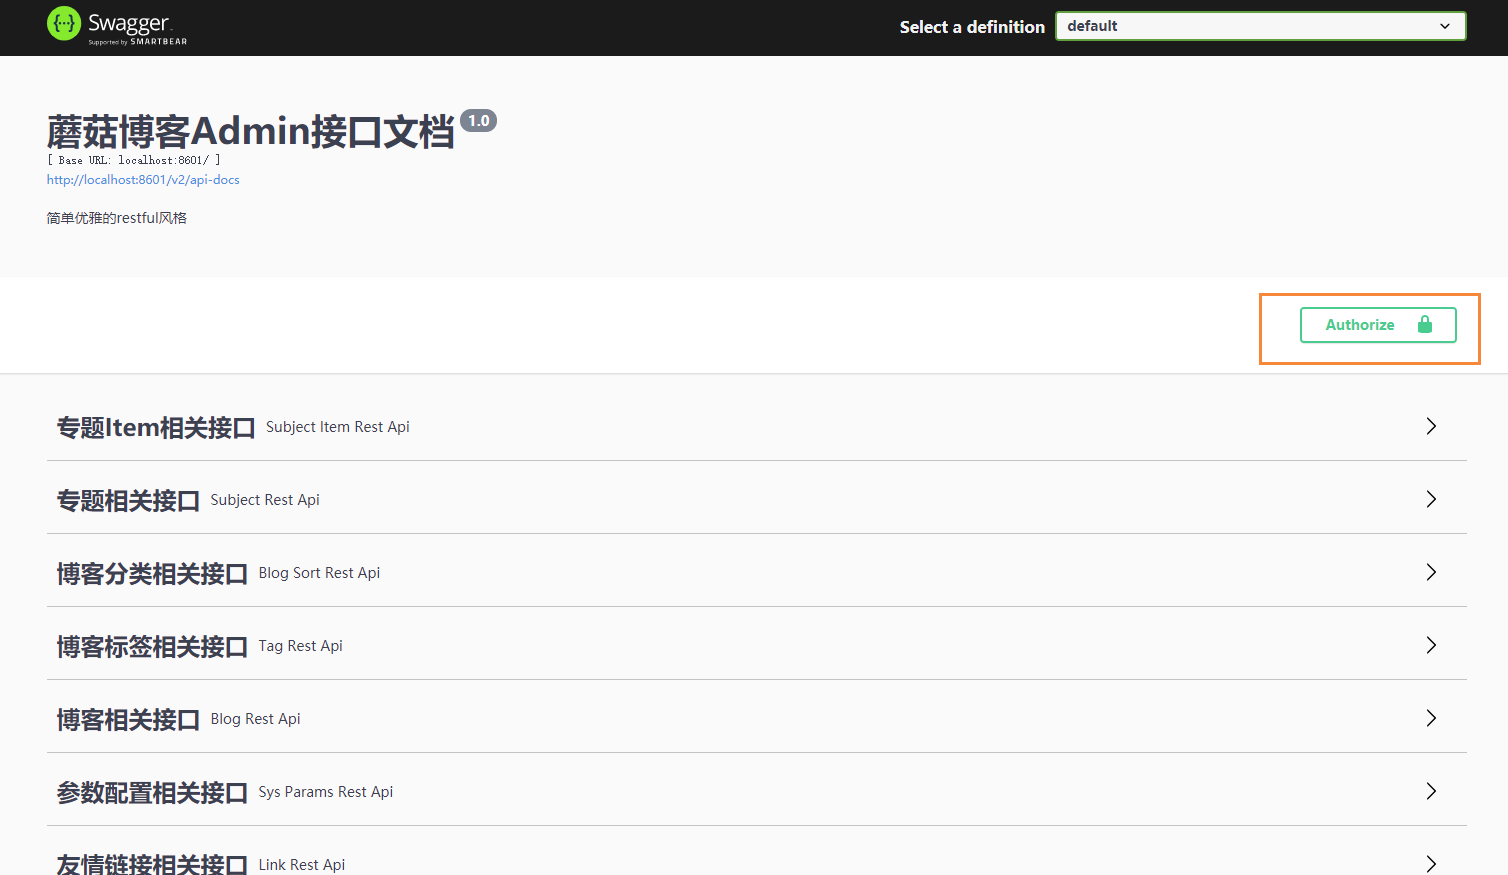 Swagger
Supported by SMARTBEAR
Select a definition
default
蘑菇博客Admin接口文档 1.0
[ Base URL: localhost:8601/ ]
http://localhost:8601/v2/api-docs
简单优雅的restful风格
Authorize
专题Item相关接口 Subject Item Rest Api
专题相关接口 Subject Rest Api
博客分类相关接口 Blog Sort Rest Api
博客标签相关接口 Tag Rest Api
博客相关接口 Blog Rest Api
参数配置相关接口 Sys Params Rest Api
友情链接相关接口 Link Rest Api